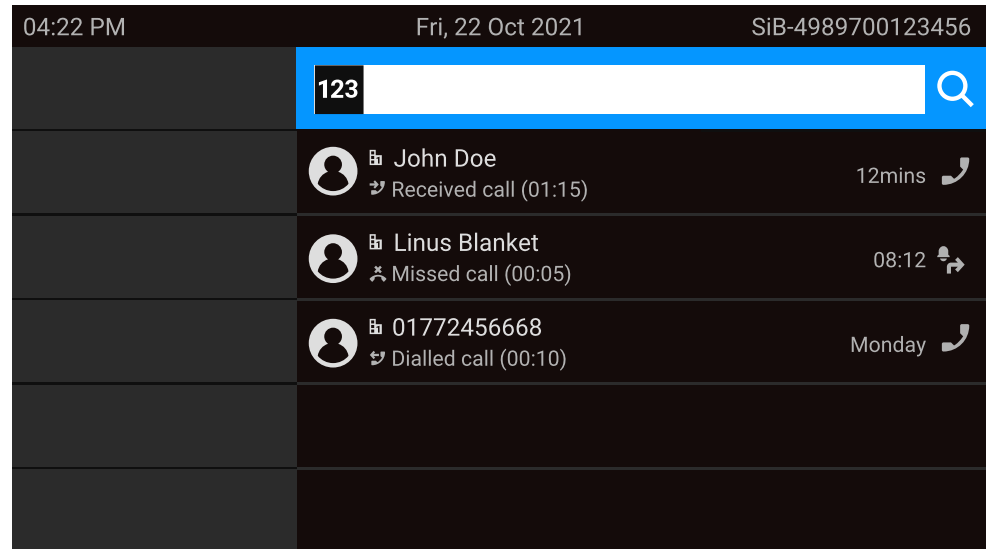 04:22 PM Fri, 22 Oct 2021 SiB-4989700123456
123
John Doe
Received call (01:15) 12mins
Linus Blanket
Missed call (00:05) 08:12
01772456668
Dialled call (00:10) Monday